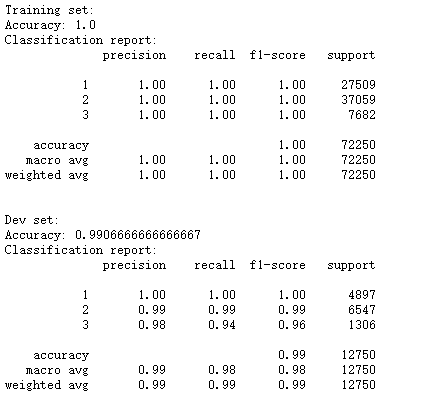 Training set:
Accuracy: 1.0
Classification report:
precision recall f1-score support
1 1.00 1.00 1.00 27509
2 1.00 1.00 1.00 37059
3 1.00 1.00 1.00 7682
accuracy 1.00 72250
macro avg 1.00 1.00 1.00 72250
weighted avg 1.00 1.00 1.00 72250
Dev set:
Accuracy: 0.9906666666666667
Classification report:
precision recall f1-score support
1 1.00 1.00 1.00 4897
2 0.99 0.99 0.99 6547
3 0.98 0.94 0.96 1306
accuracy 0.99 12750
macro avg 0.99 0.98 0.98 12750
weighted avg 0.99 0.99 0.99 12750